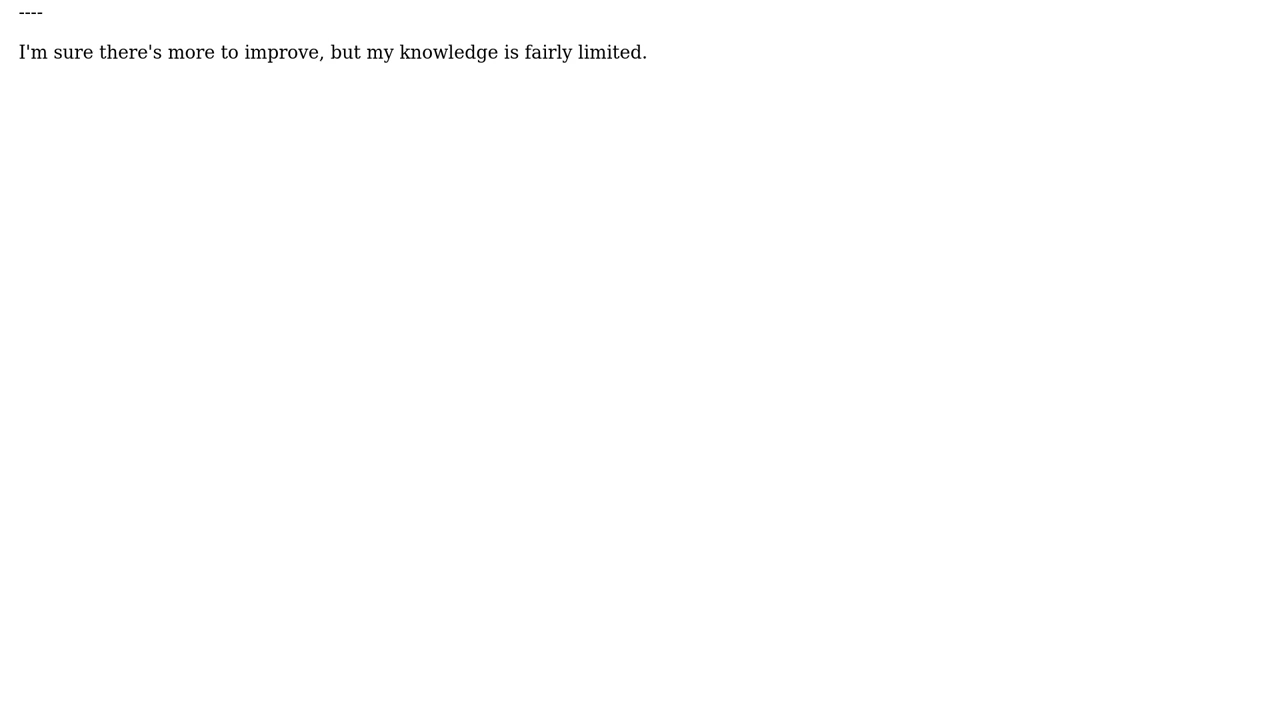 ----
I'm sure there's more to improve, but my knowledge is fairly limited.